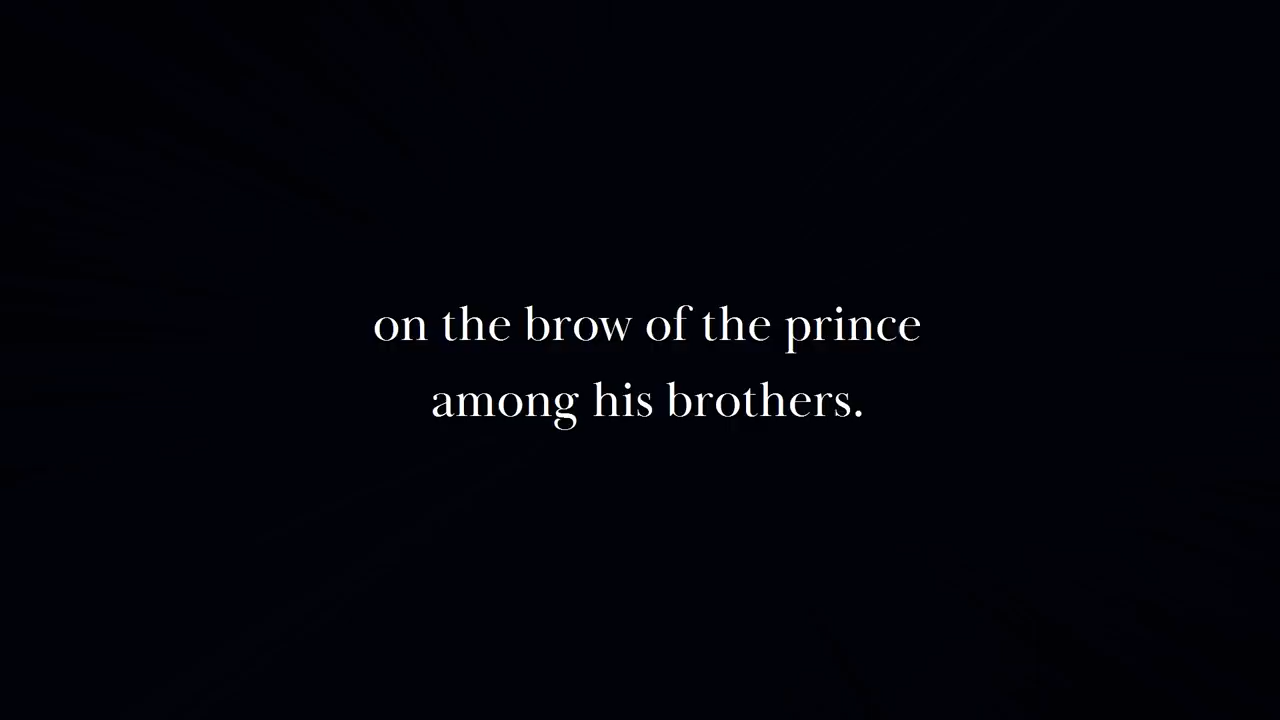 on the brow of the prince
among his brothers.